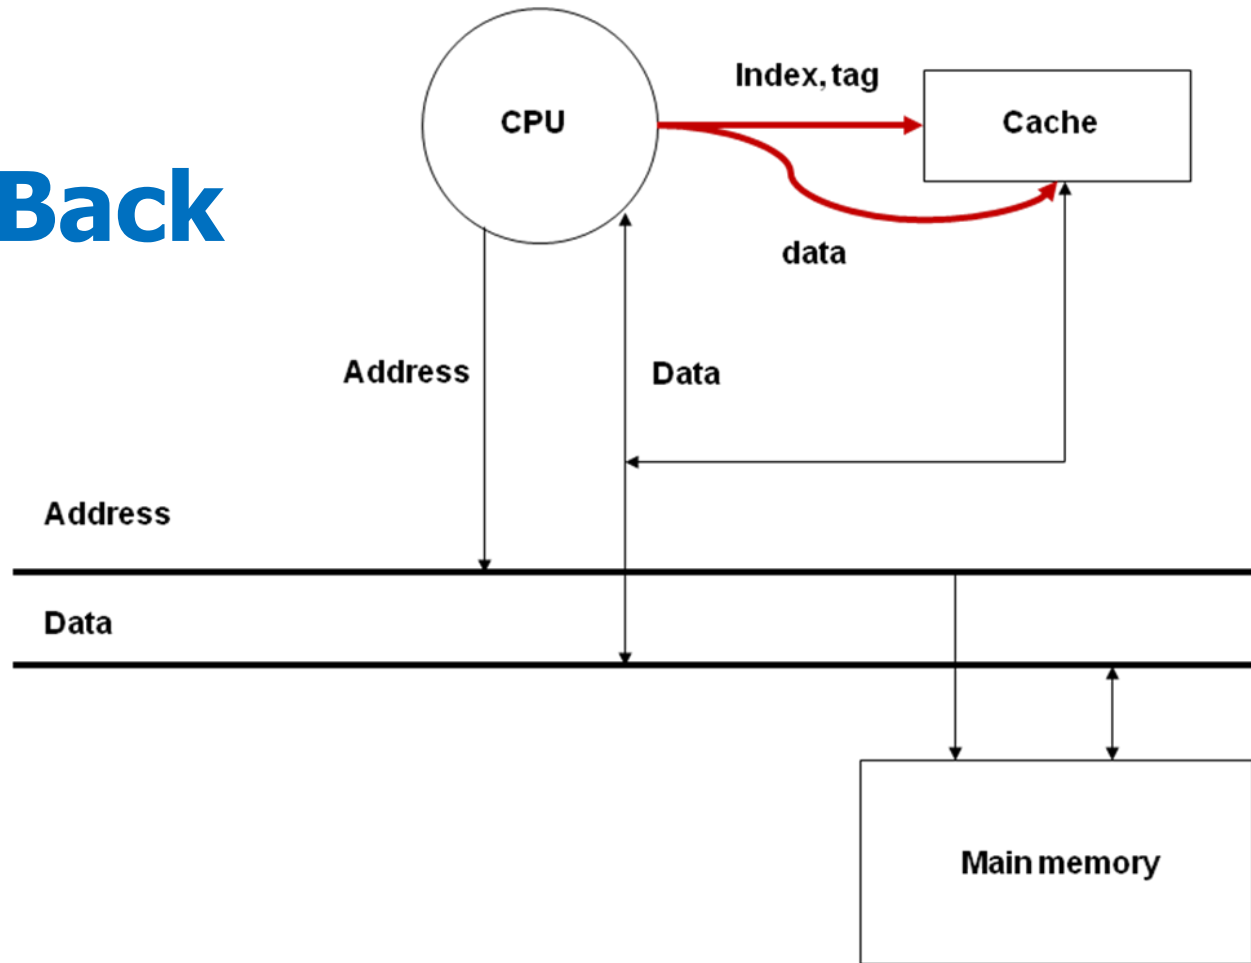 Index, tag
CPU
Cache
Back
data
Address
Data
Address
Data
Main memory